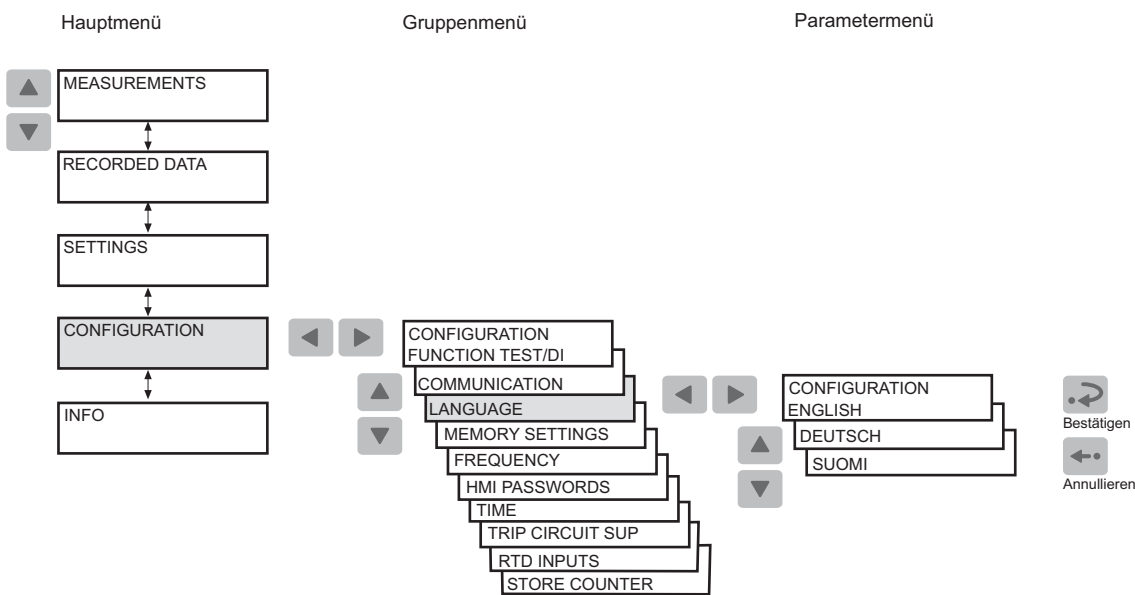 Hauptmenü
Gruppenmenü
Parametermenü
MEASUREMENTS
RECORDED DATA
SETTINGS
CONFIGURATION
INFO
CONFIGURATION
FUNCTION TEST/DI
COMMUNICATION
LANGUAGE
MEMORY SETTINGS
FREQUENCY
HMI PASSWORDS
TIME
TRIP CIRCUIT SUP
RTD INPUTS
STORE COUNTER
CONFIGURATION
ENGLISH
DEUTSCH
SUOMI
Bestätigen
Annullieren